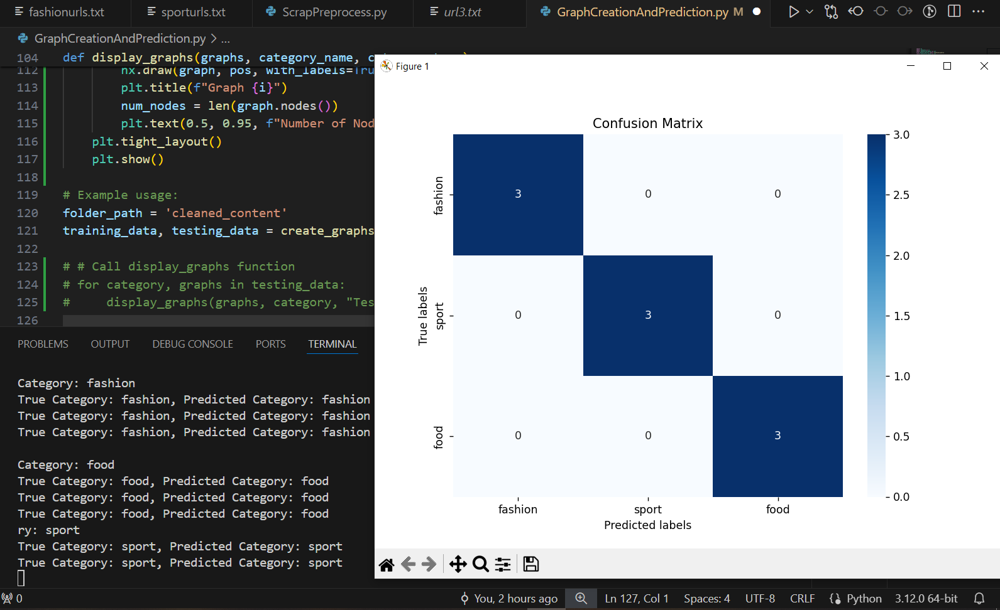 fashionurls.txt
sporturls.txt
ScrapPreprocess.py
url3.txt
GraphCreationAndPrediction.py M
GraphCreationAndPrediction.py > ...
104 def display_graphs(graphs, category_name, c
112 nx.draw(graph, pos, with_labels=Tru
113 plt.title(f"Graph {i}")
114 num_nodes = len(graph.nodes())
115 plt.text(0.5, 0.95, f"Number of Nod
116 plt.tight_layout()
117 plt.show()
118
119 # Example usage:
120 folder_path = 'cleaned_content'
121 training_data, testing_data = create_graphs
122
123 # # Call display_graphs function
124 # for category, graphs in testing_data:
125 #     display_graphs(graphs, category, "Tes
126
PROBLEMS OUTPUT DEBUG CONSOLE PORTS TERMINAL
Category: fashion
True Category: fashion, Predicted Category: fashion
True Category: fashion, Predicted Category: fashion
True Category: fashion, Predicted Category: fashion
Category: food
True Category: food, Predicted Category: food
True Category: food, Predicted Category: food
True Category: food, Predicted Category: food
ry: sport
True Category: sport, Predicted Category: sport
True Category: sport, Predicted Category: sport
Figure 1
Confusion Matrix
True labels
fashion
3 0 0
sport
0 3 0
food
0 0 3
fashion sport food
Predicted labels
3.0
2.5
2.0
1.5
1.0
0.5
0.0
0
You, 2 hours ago
Ln 127, Col 1
Spaces: 4
UTF-8
CRLF
Python
3.12.0 64-bit